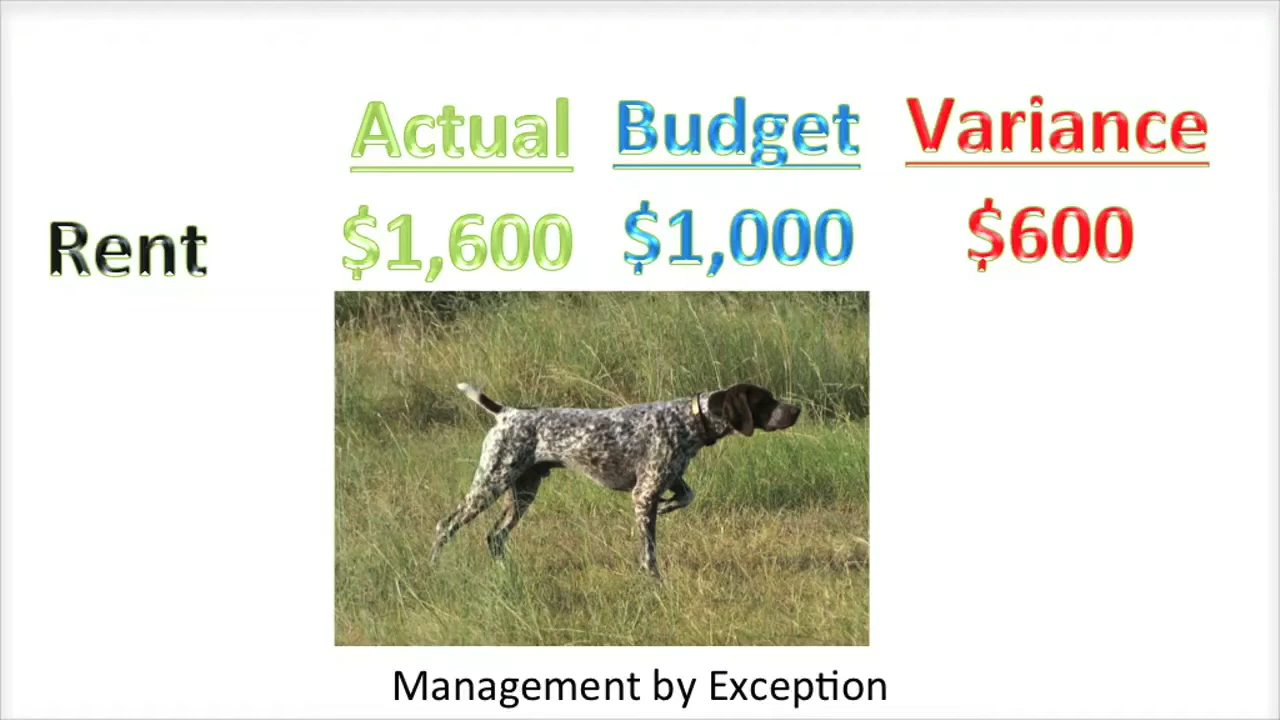 Actual Budget Variance
Rent $1,600 $1,000 $600
Management by Exception